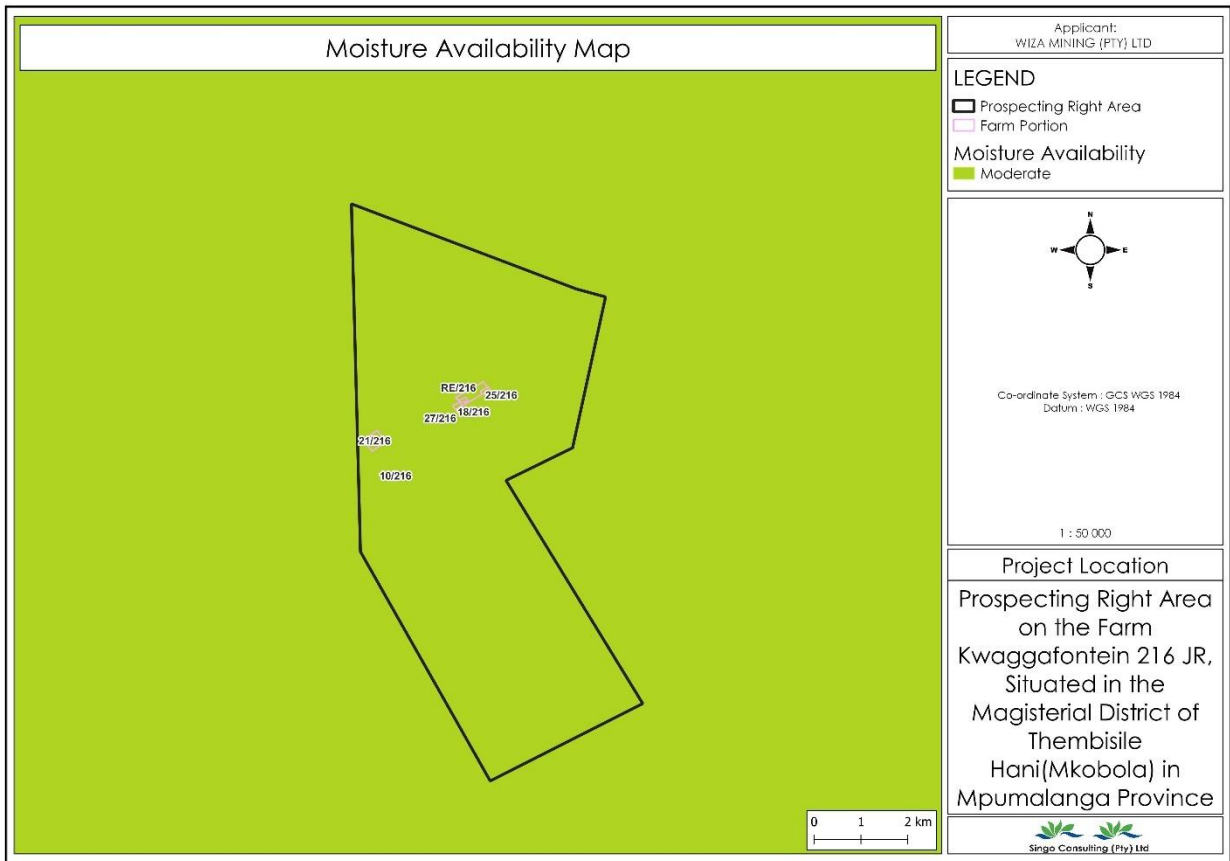 Moisture Availability Map
RE/216
25/216
18/216
27/216
21/216
10/216
0 1 2 km
Applicant:
WIZA MINING (PTY) LTD
LEGEND
Prospecting Right Area
Farm Portion
Moisture Availability
Moderate
N
W E
S
Co-ordinate System : GCS WGS 1984
Datum : WGS 1984
1 : 50 000
Project Location
Prospecting Right Area
on the Farm
Kwaggafontein 216 JR,
Situated in the
Magisterial District of
Thembisile
Hani(Mkobola) in
Mpumalanga Province
Singo Consulting (Pty) Ltd